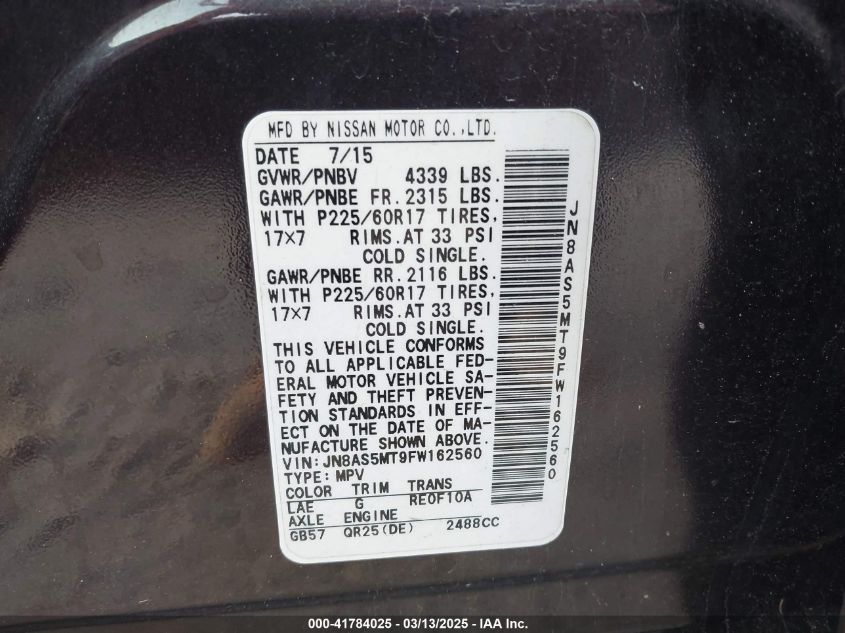 MFD BY NISSAN MOTOR CO.,LTD.
DATE 7/15
GVWR/PNBV 4339 LBS.
GAWR/PNBE FR.2315 LBS.
WITH P225/60R17 TIRES,
17×7 RIMS.AT 33 PSI
COLD SINGLE.
GAWR/PNBE RR.2116 LBS.
WITH P225/60R17 TIRES,
17×7 RIMS.AT 33 PSI
COLD SINGLE.
THIS VEHICLE CONFORMS
TO ALL APPLICABLE FED-
ERAL MOTOR VEHICLE SA-
FETY AND THEFT PREVEN-
TION STANDARDS IN EFF-
ECT ON THE DATE OF MA-
NUFACTURE SHOWN ABOVE.
VIN:JN8AS5MT9FW162560
TYPE:MPV
COLOR TRIM TRANS
LAE G RE0F10A
AXLE ENGINE
GB57 QR25(DE) 2488CC
JN8AS5MT9FW162560
000-41784025 - 03/13/2025 - IAA Inc.